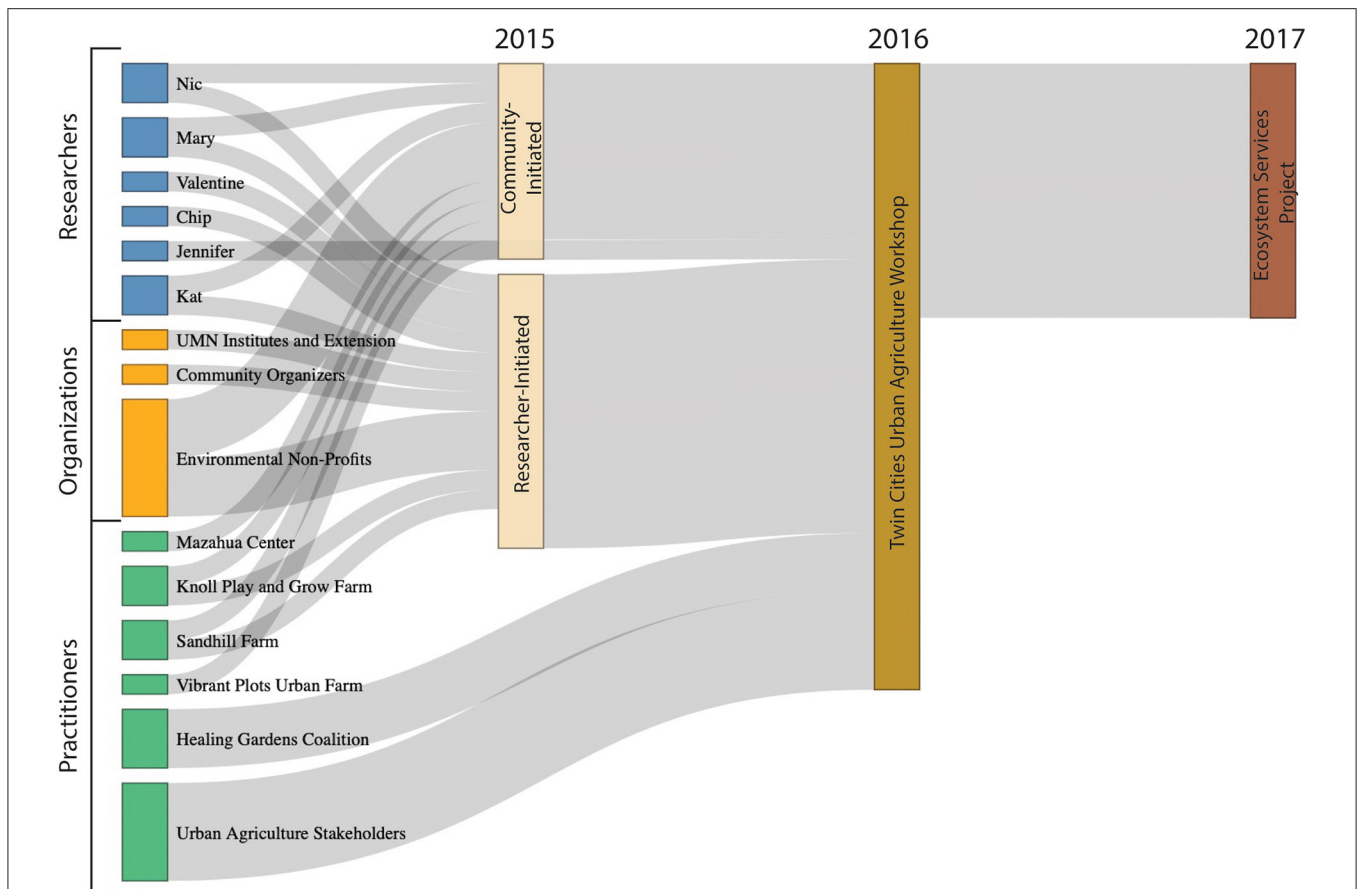 2015
2016
2017
Researchers
Nic
Mary
Valentine
Chip
Jennifer
Kat
Organizations
UMN Institutes and Extension
Community Organizers
Environmental Non-Profits
Practitioners
Mazahua Center
Knoll Play and Grow Farm
Sandhill Farm
Vibrant Plots Urban Farm
Healing Gardens Coalition
Urban Agriculture Stakeholders
Community-
Initiated
Researcher-Initiated
Twin Cities Urban Agriculture Workshop
Ecosystem Services
Project